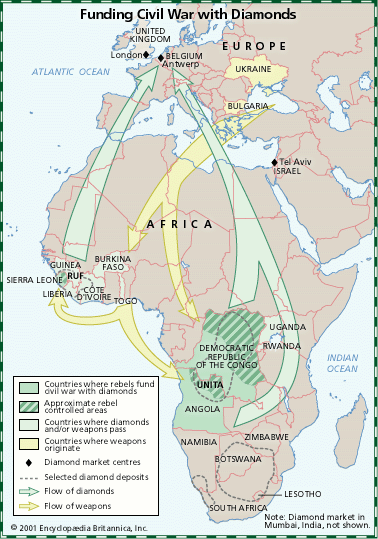 Funding Civil War with Diamonds
UNITED
KINGDOM
London
BELGIUM
Antwerp
EUROPE
ATLANTIC OCEAN
UKRAINE
BULGARIA
Tel Aviv
ISRAEL
AFRICA
BURKINA
FASO
GUINEA
RUF
SIERRA LEONE
LIBERIA
CÔTE
D'IVOIRE
TOGO
UGANDA
DEMOCRATIC
REPUBLIC
OF THE CONGO
RWANDA
INDIAN
OCEAN
UNITA
ANGOLA
NAMIBIA
ZIMBABWE
BOTSWANA
LESOTHO
SOUTH AFRICA
Countries where rebels fund
civil war with diamonds
Approximate rebel
controlled areas
Countries where diamonds
and/or weapons pass
Countries where weapons
originate
Diamond market centres
Selected diamond deposits
Flow of diamonds
Flow of weapons
© 2001 Encyclopædia Britannica, Inc.
Note: Diamond market in
Mumbai, India, not shown.